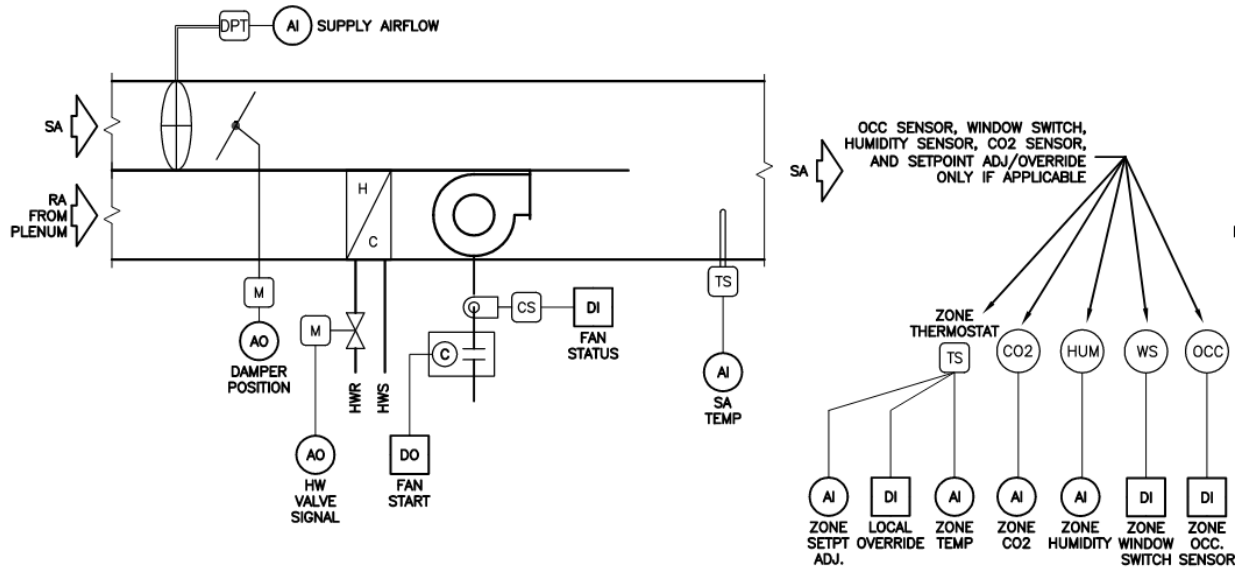 DPT
AI
SUPPLY AIRFLOW
SA
RA
FROM
PLENUM
H
C
M
AO
DAMPER
POSITION
M
AO
HW
VALVE
SIGNAL
HWR
HWS
C
DO
FAN
START
CS
DI
FAN
STATUS
TS
AI
SA
TEMP
SA
OCC SENSOR, WINDOW SWITCH,
HUMIDITY SENSOR, CO2 SENSOR,
AND SETPOINT ADJ/OVERRIDE
ONLY IF APPLICABLE
ZONE
THERMOSTAT
TS
CO2
HUM
WS
OCC
AI
ZONE
SETPT
ADJ.
DI
LOCAL
OVERRIDE
AI
ZONE
TEMP
AI
ZONE
CO2
AI
ZONE
HUMIDITY
DI
ZONE
WINDOW
SWITCH
DI
ZONE
OCC.
SENSOR